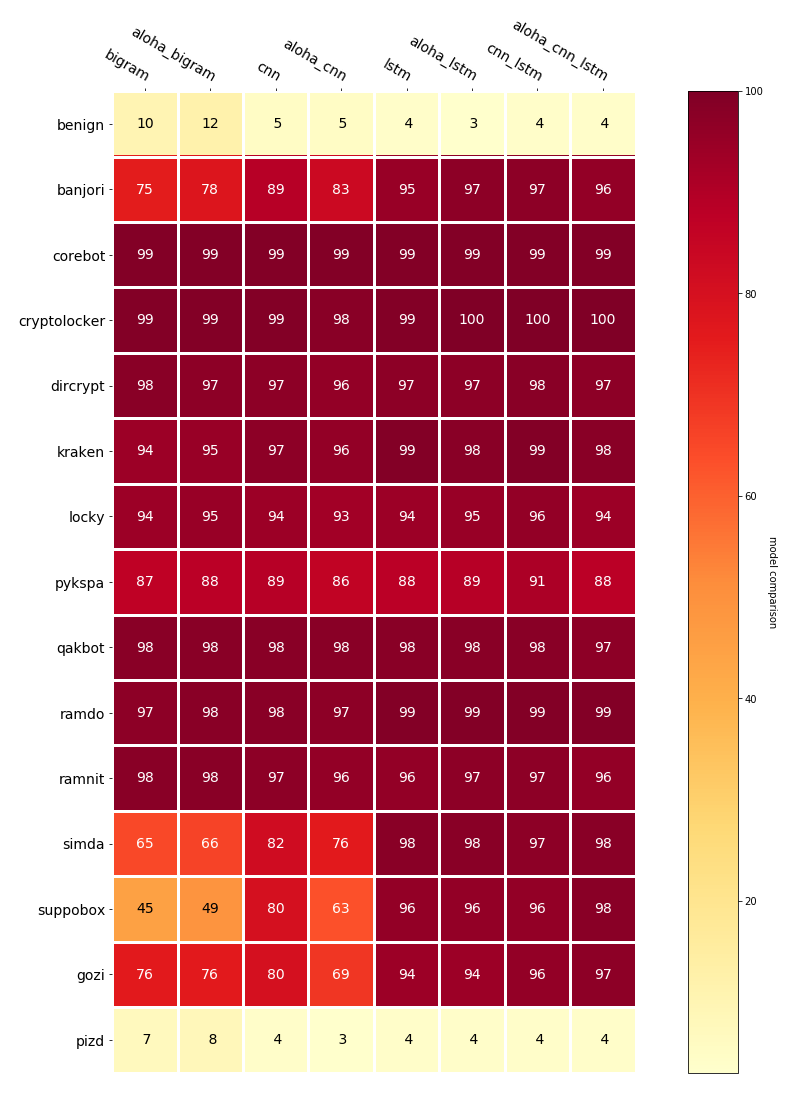 bigram aloha_bigram cnn aloha_cnn lstm aloha_lstm cnn_lstm aloha_cnn_lstm
benign 10 12 5 5 4 3 4 4
banjori 75 78 89 83 95 97 97 96
corebot 99 99 99 99 99 99 99 99
cryptolocker 99 99 99 98 99 100 100 100
dircrypt 98 97 97 96 97 97 98 97
kraken 94 95 97 96 99 98 99 98
locky 94 95 94 93 94 95 96 94
pykspa 87 88 89 86 88 89 91 88
qakbot 98 98 98 98 98 98 98 97
ramdo 97 98 98 97 99 99 99 99
ramnit 98 98 97 96 96 97 97 96
simda 65 66 82 76 98 98 97 98
suppobox 45 49 80 63 96 96 96 98
gozi 76 76 80 69 94 94 96 97
pizd 7 8 4 3 4 4 4 4
100
80
60
40
20
model comparison